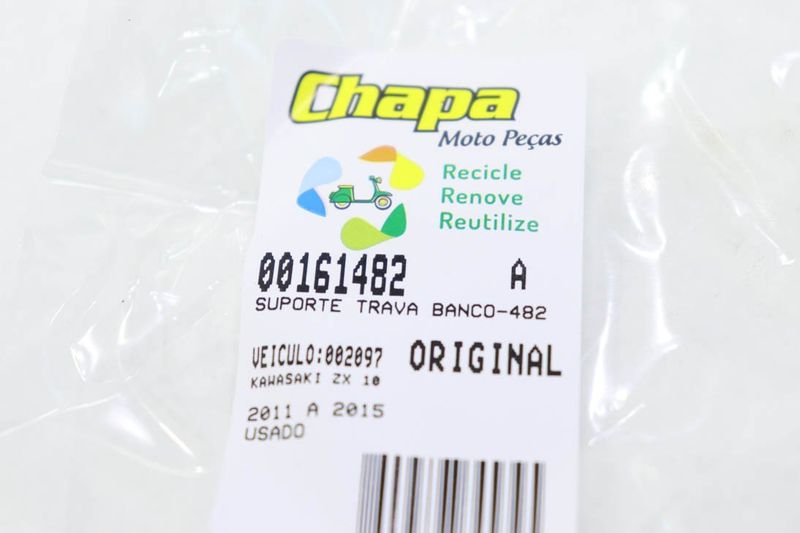 Chapa
Moto Peças
Recicle
Renove
Reutilize
00161482 A
SUPORTE TRAVA BANCO-482
VEICULO:002097 ORIGINAL
KAWASAKI ZX 10
2011 A 2015
USADO